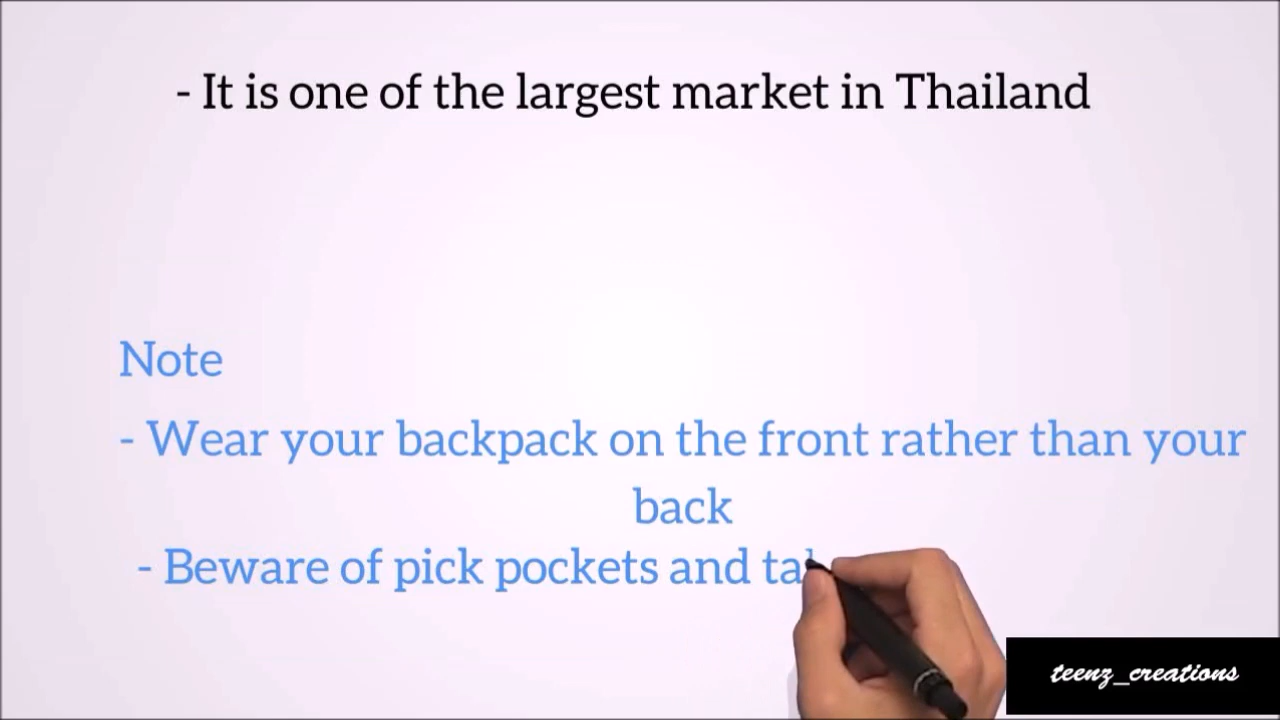 - It is one of the largest market in Thailand
Note
- Wear your backpack on the front rather than your
back
- Beware of pick pockets and
teenz_creations